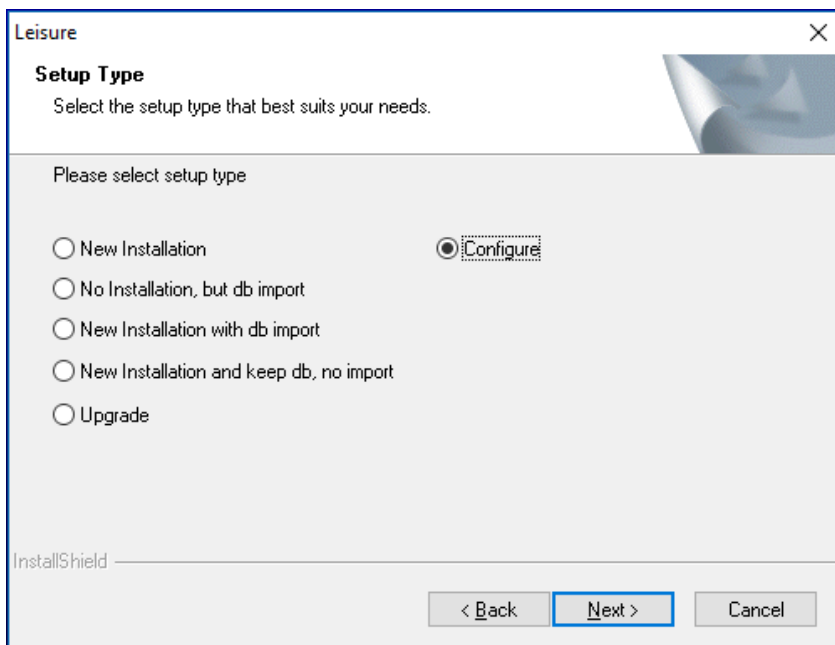 Leisure
Setup Type
Select the setup type that best suits your needs.
Please select setup type
New Installation
Configure
No Installation, but db import
New Installation with db import
New Installation and keep db, no import
Upgrade
InstallShield
< Back
Next >
Cancel